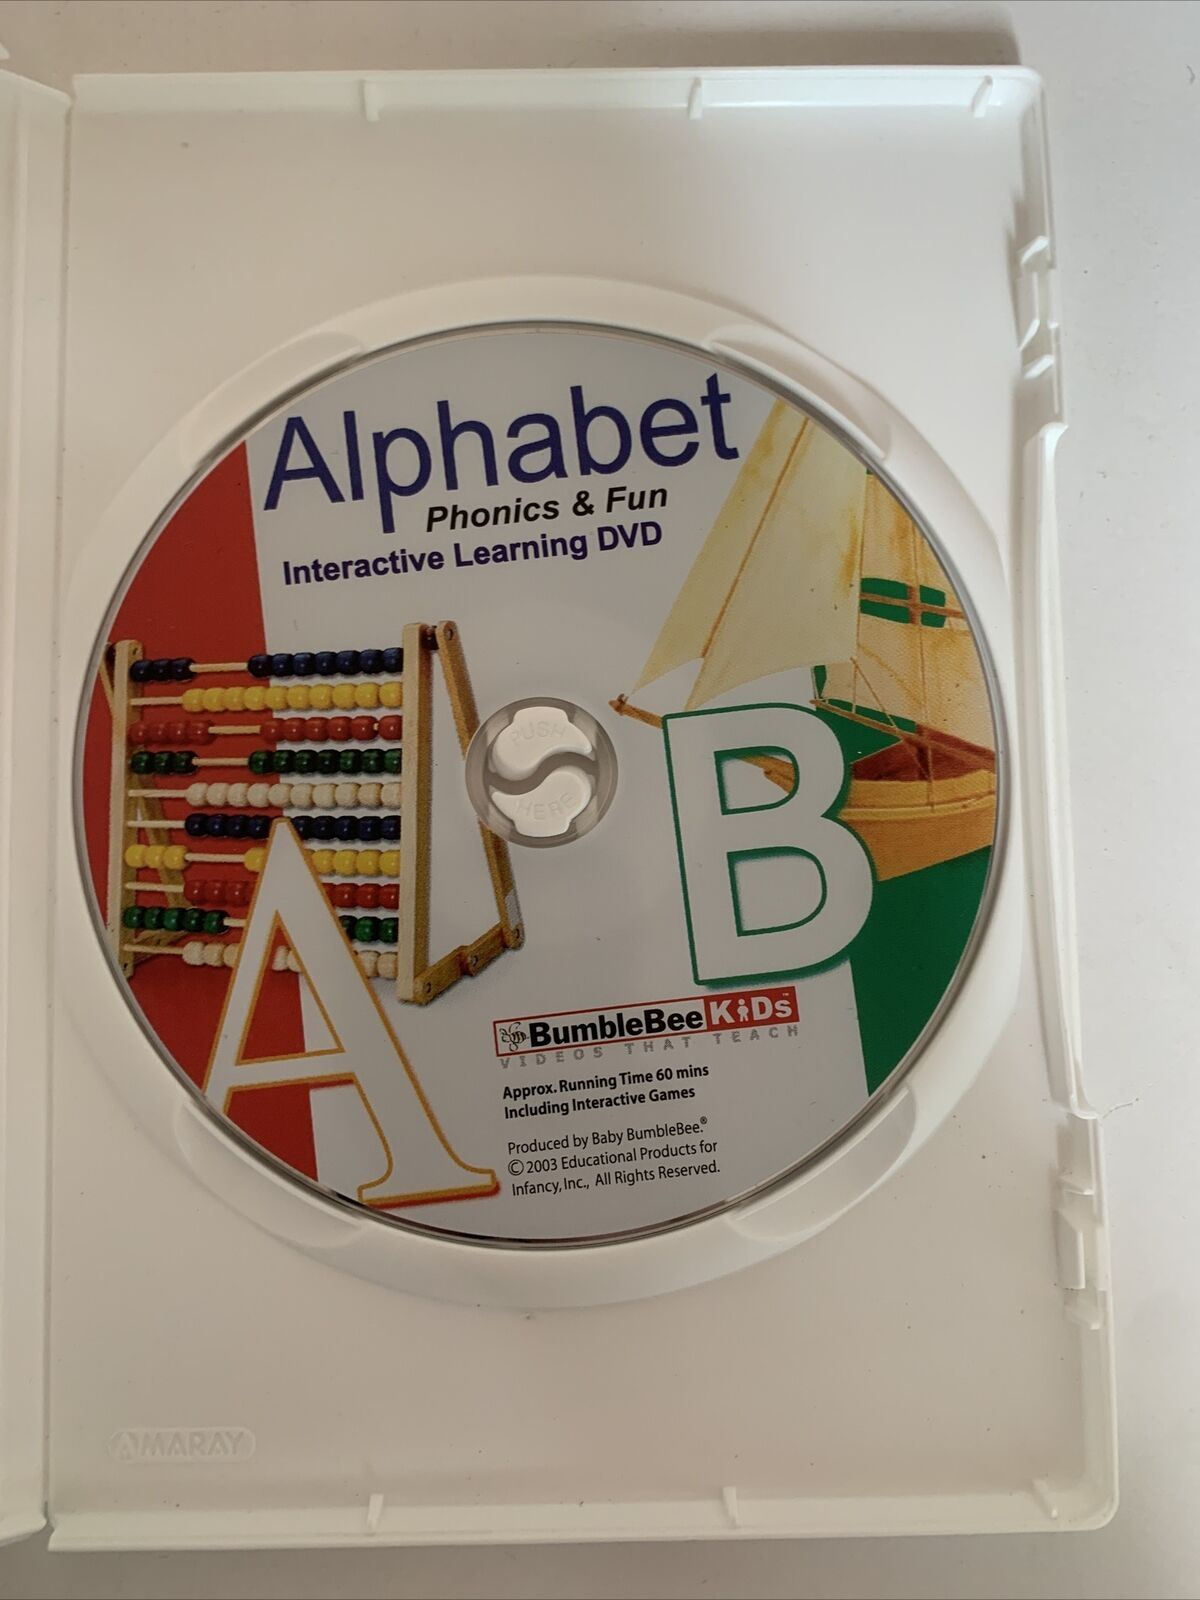 Alphabet
Phonics & Fun
Interactive Learning DVD
PUSH
HERE
A
B
BumbleBee KiDs™
VIDEOS THAT TEACH
Approx. Running Time 60 mins
Including Interactive Games
Produced by Baby BumbleBee.®
© 2003 Educational Products for
Infancy, Inc., All Rights Reserved.
AMARAY